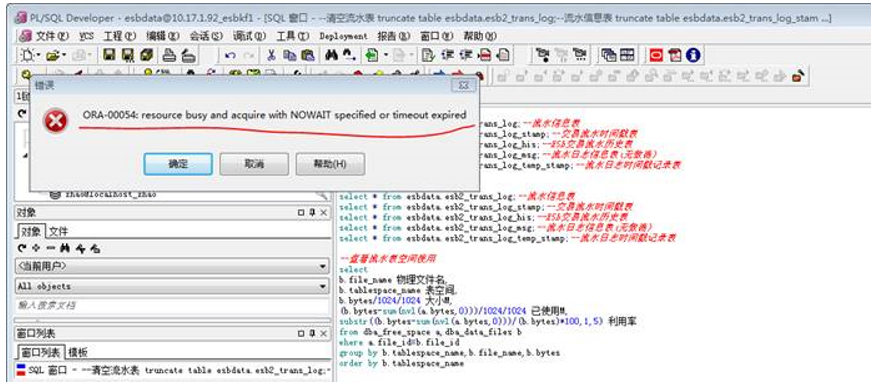 PL/SQL Developer - esbdata@10.17.1.92_esbkf1 - [SQL 窗口 - --清空流水表 truncate table esbdata.esb2_trans_log;--流水信息表 truncate table esbdata.esb2_trans_log_stam ...]
文件(F) VCS 工程(P) 编辑(E) 会话(S) 调试(D) 工具(T) Deployment 报告(R) 窗口(W) 帮助(H)
错误
ORA-00054: resource busy and acquire with NOWAIT specified or timeout expired
确定 取消 帮助(H)
rans_log;--流水信息表
rans_log_stamp;--交易流水时间戳表
rans_log_his;--ESB交易流水历史表
rans_log_msg;--流水日志信息表(无数据)
rans_log_temp_stamp;--流水日志时间戳记录表
zhao@localhost_zhao
select * from esbdata.esb2_trans_log;--流水信息表
select * from esbdata.esb2_trans_log_stamp;--交易流水时间戳表
select * from esbdata.esb2_trans_log_his;--ESB交易流水历史表
select * from esbdata.esb2_trans_log_msg;--流水日志信息表(无数据)
select * from esbdata.esb2_trans_log_temp_stamp;--流水日志时间戳记录表
--查看流水表空间使用
select
b.file_name 物理文件名,
b.tablespace_name 表空间,
b.bytes/1024/1024 大小M,
(b.bytes-sum(nvl(a.bytes,0)))/1024/1024 已使用M,
substr((b.bytes-sum(nvl(a.bytes,0)))/(b.bytes)*100,1,5) 利用率
from dba_free_space a,dba_data_files b
where a.file_id=b.file_id
group by b.tablespace_name,b.file_name,b.bytes
order by b.tablespace_name
对象
对象 文件
<当前用户>
All objects
输入搜索文档
窗口列表
窗口列表 模板
SQL 窗口 - --清空流水表 truncate table esbdata.esb2_trans_log;-